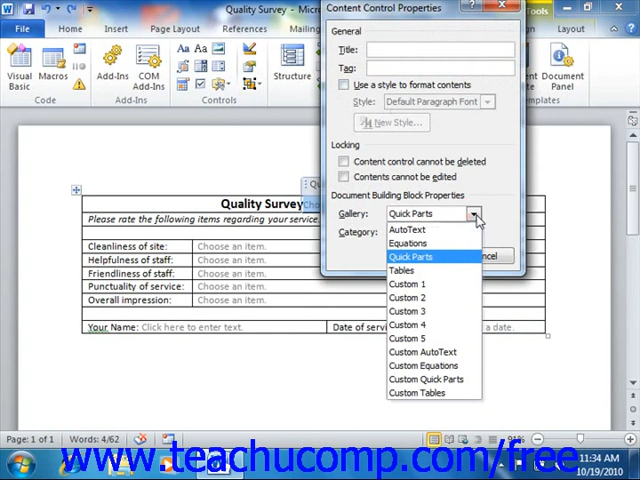 Quality Survey - Micros
Content Control Properties
Tools
File
Home
Insert
Page Layout
References
Mailing
Layout
Visual Basic
Macros
Code
Add-Ins
COM Add-Ins
Add-Ins
Controls
Structure
Document Panel
Templates
General
Title:
Tag:
Use a style to format contents
Style: Default Paragraph Font
New Style...
Locking
Content control cannot be deleted
Contents cannot be edited
Document Building Block Properties
Gallery: Quick Parts
Category:
AutoText
Equations
Quick Parts
Tables
Custom 1
Custom 2
Custom 3
Custom 4
Custom 5
Custom AutoText
Custom Equations
Custom Quick Parts
Custom Tables
Quality Survey
Please rate the following items regarding your service.
Cleanliness of site: Choose an item.
Helpfulness of staff: Choose an item.
Friendliness of staff: Choose an item.
Punctuality of service: Choose an item.
Overall impression: Choose an item.
Your Name: Click here to enter text.
Date of servi
a date.
Page: 1 of 1
Words: 4/62
91%
www.teachucomp.com/free
11:34 AM
10/19/2010